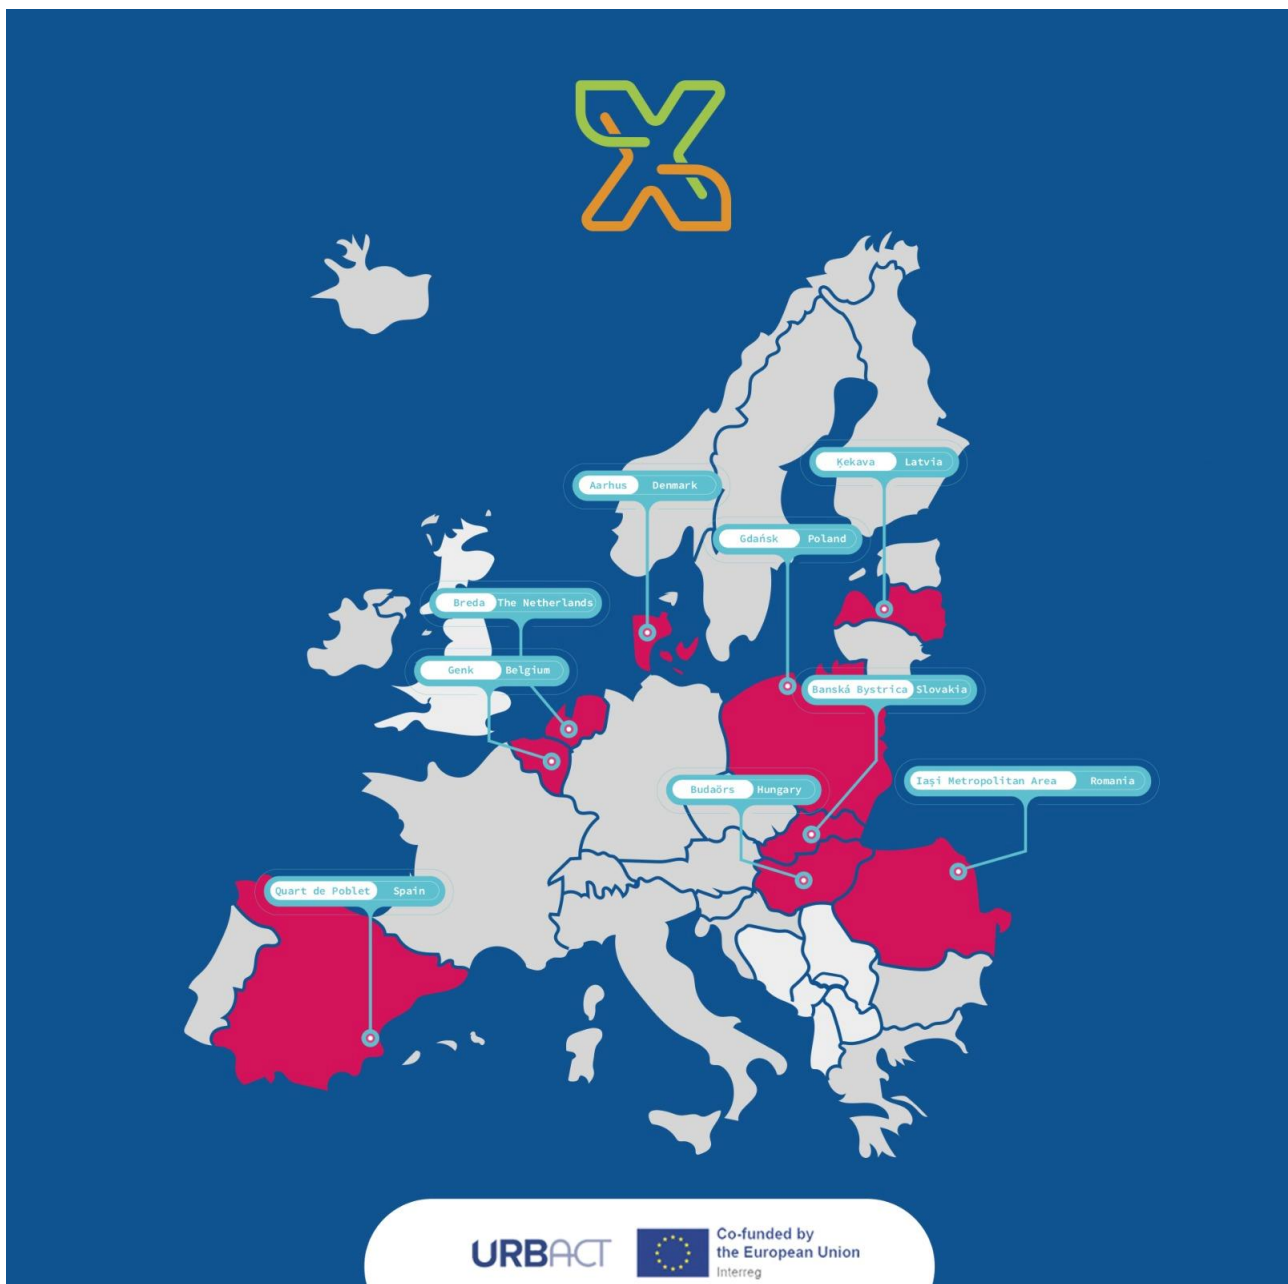 Ķekava Latvia
Aarhus Denmark
Gdańsk Poland
Breda The Netherlands
Genk Belgium
Banská Bystrica Slovakia
Iași Metropolitan Area Romania
Budaörs Hungary
Quart de Poblet Spain
URBACT
Co-funded by
the European Union
Interreg